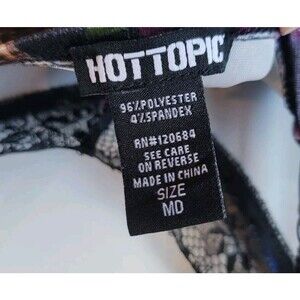 HOTTOPIC
96% POLYESTER
4% SPANDEX
RN#120684
SEE CARE
ON REVERSE
MADE IN CHINA
SIZE
MD